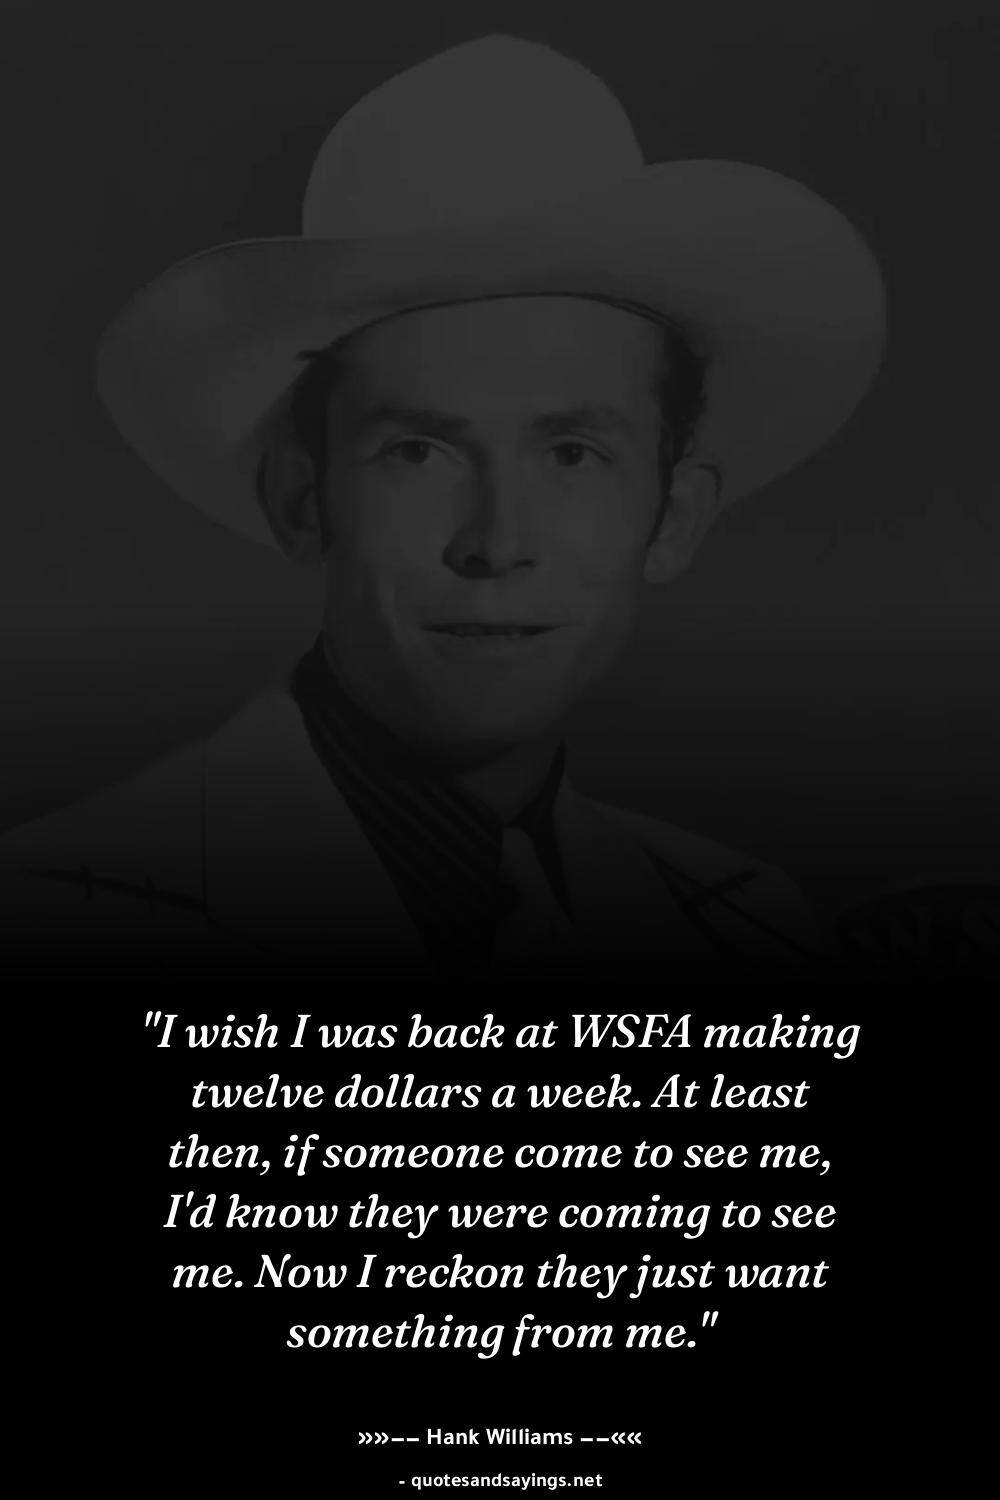 "I wish I was back at WSFA making
twelve dollars a week. At least
then, if someone come to see me,
I'd know they were coming to see
me. Now I reckon they just want
something from me."
»»–– Hank Williams ––««
- quotesandsayings.net